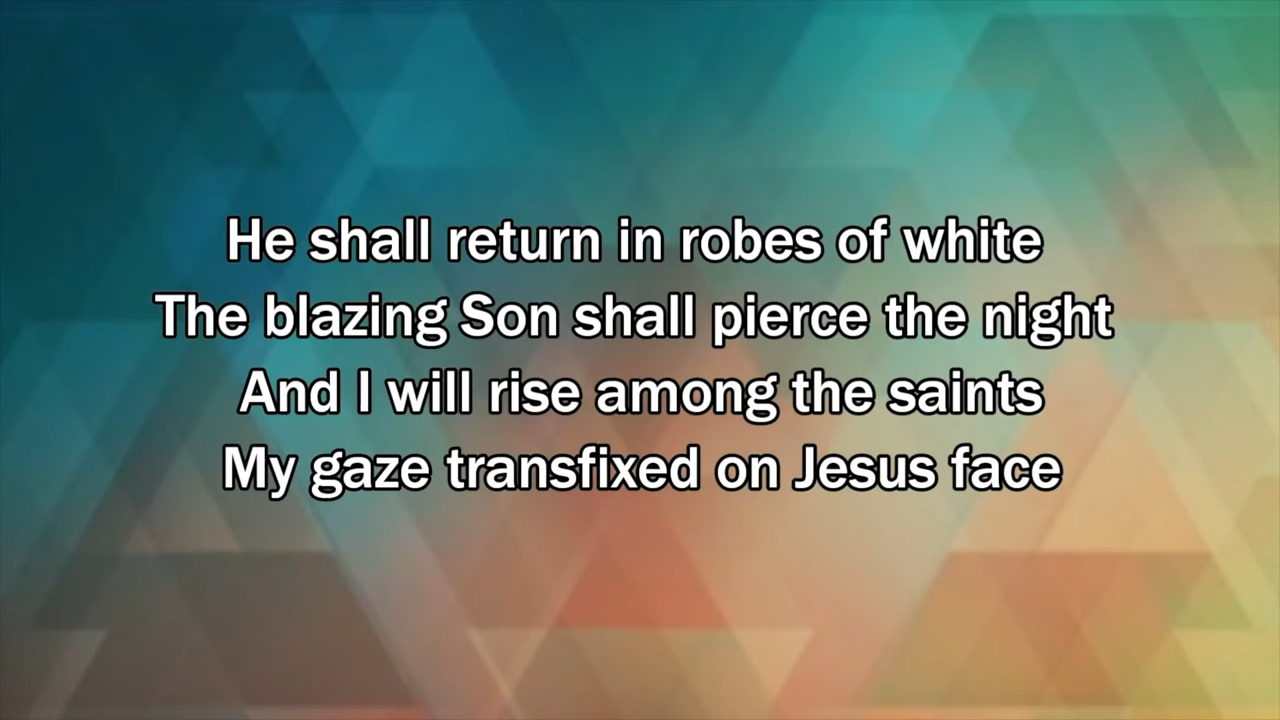 He shall return in robes of white
The blazing Son shall pierce the night
And I will rise among the saints
My gaze transfixed on Jesus face